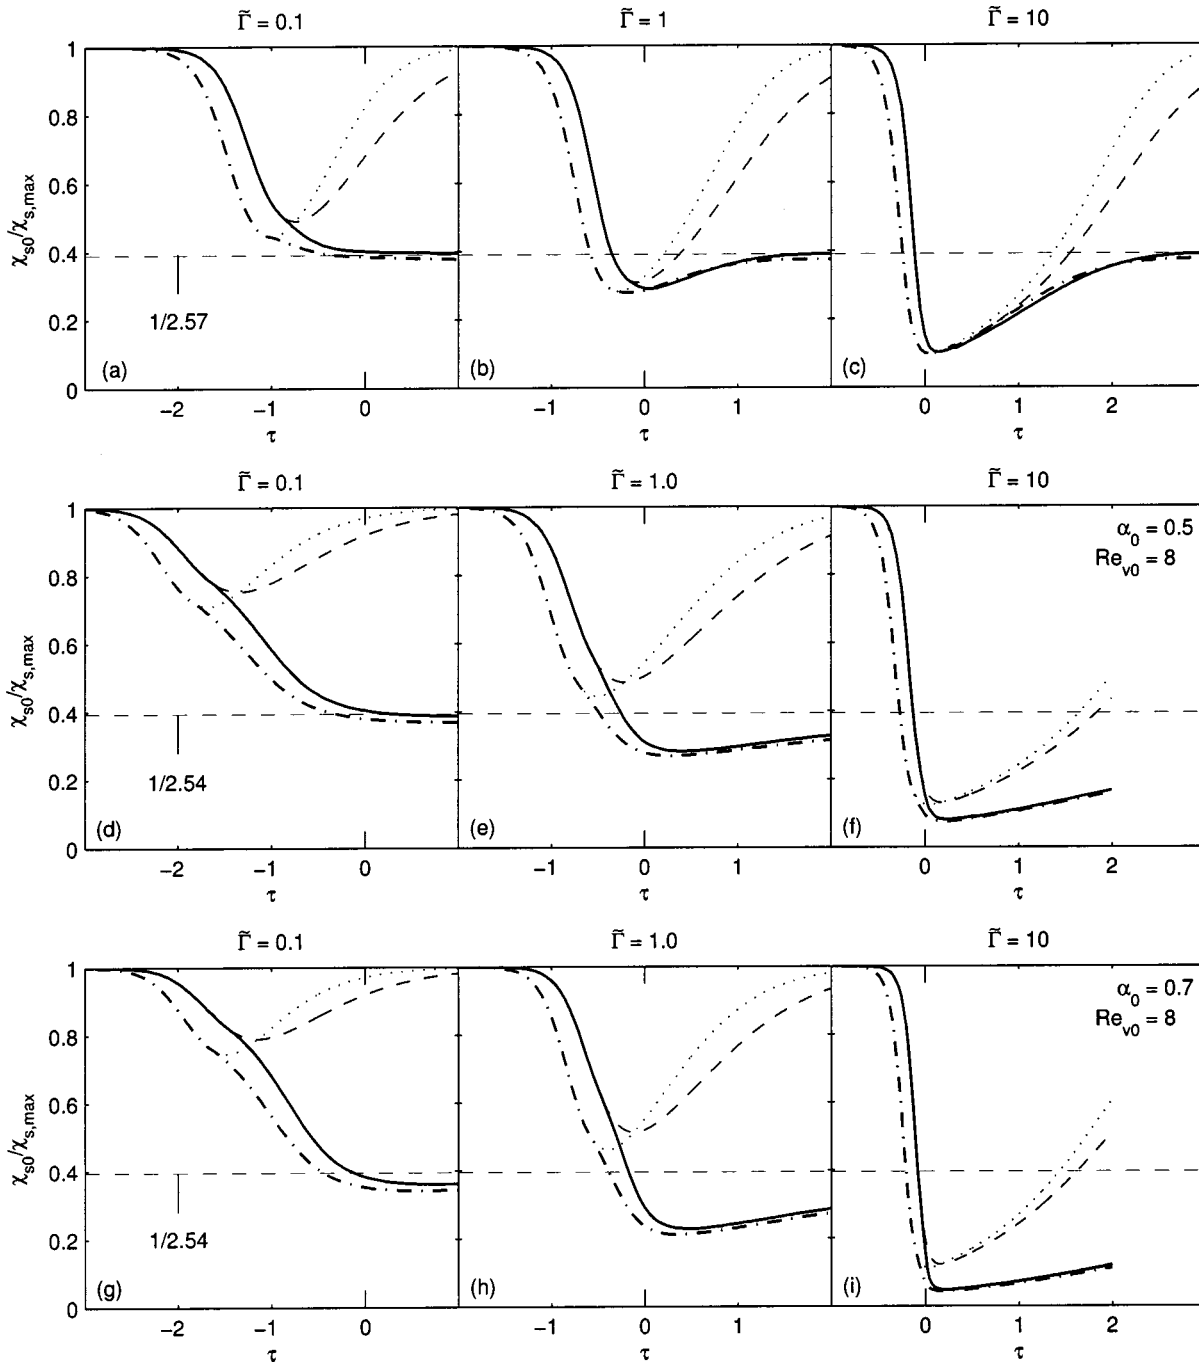 Γ̃ = 0.1 Γ̃ = 1 Γ̃ = 10
1
0.8
0.6
χs0/χs,max
0.4
1/2.57
0.2
(a) (b) (c)
0
−2 −1 0 −1 0 1 0 1 2
τ τ τ
Γ̃ = 0.1 Γ̃ = 1.0 Γ̃ = 10
1
α0 = 0.5
Rev0 = 8
0.8
0.6
χs0/χs,max
0.4
1/2.54
0.2
(d) (e) (f)
0
−2 −1 0 −1 0 1 0 1 2
τ τ τ
Γ̃ = 0.1 Γ̃ = 1.0 Γ̃ = 10
1
α0 = 0.7
Rev0 = 8
0.8
0.6
χs0/χs,max
0.4
1/2.54
0.2
(g) (h) (i)
0
−2 −1 0 −1 0 1 0 1 2
τ τ τ